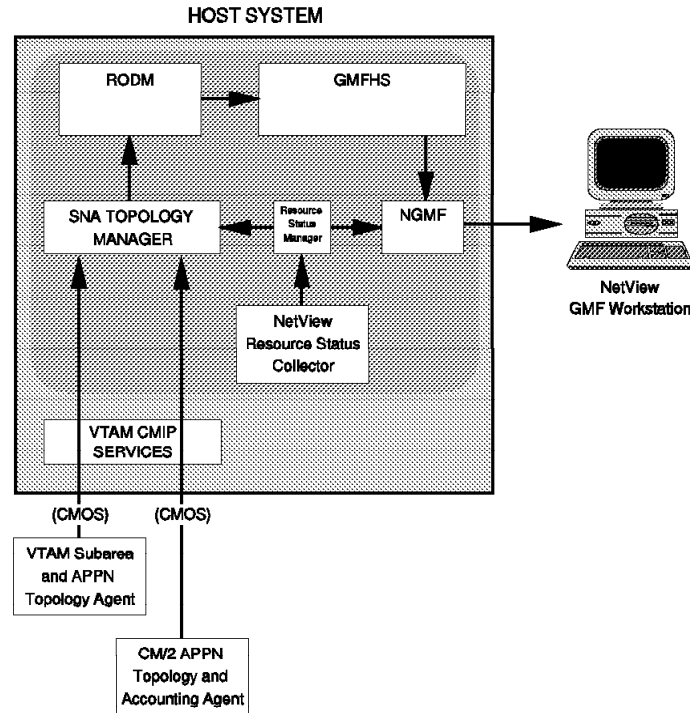 HOST SYSTEM
RODM
GMFHS
SNA TOPOLOGY
MANAGER
Resource
Status
Manager
NGMF
NetView
GMF Workstation
NetView
Resource Status
Collector
VTAM CMIP
SERVICES
(CMOS)
(CMOS)
VTAM Subarea
and APPN
Topology Agent
CM/2 APPN
Topology and
Accounting Agent